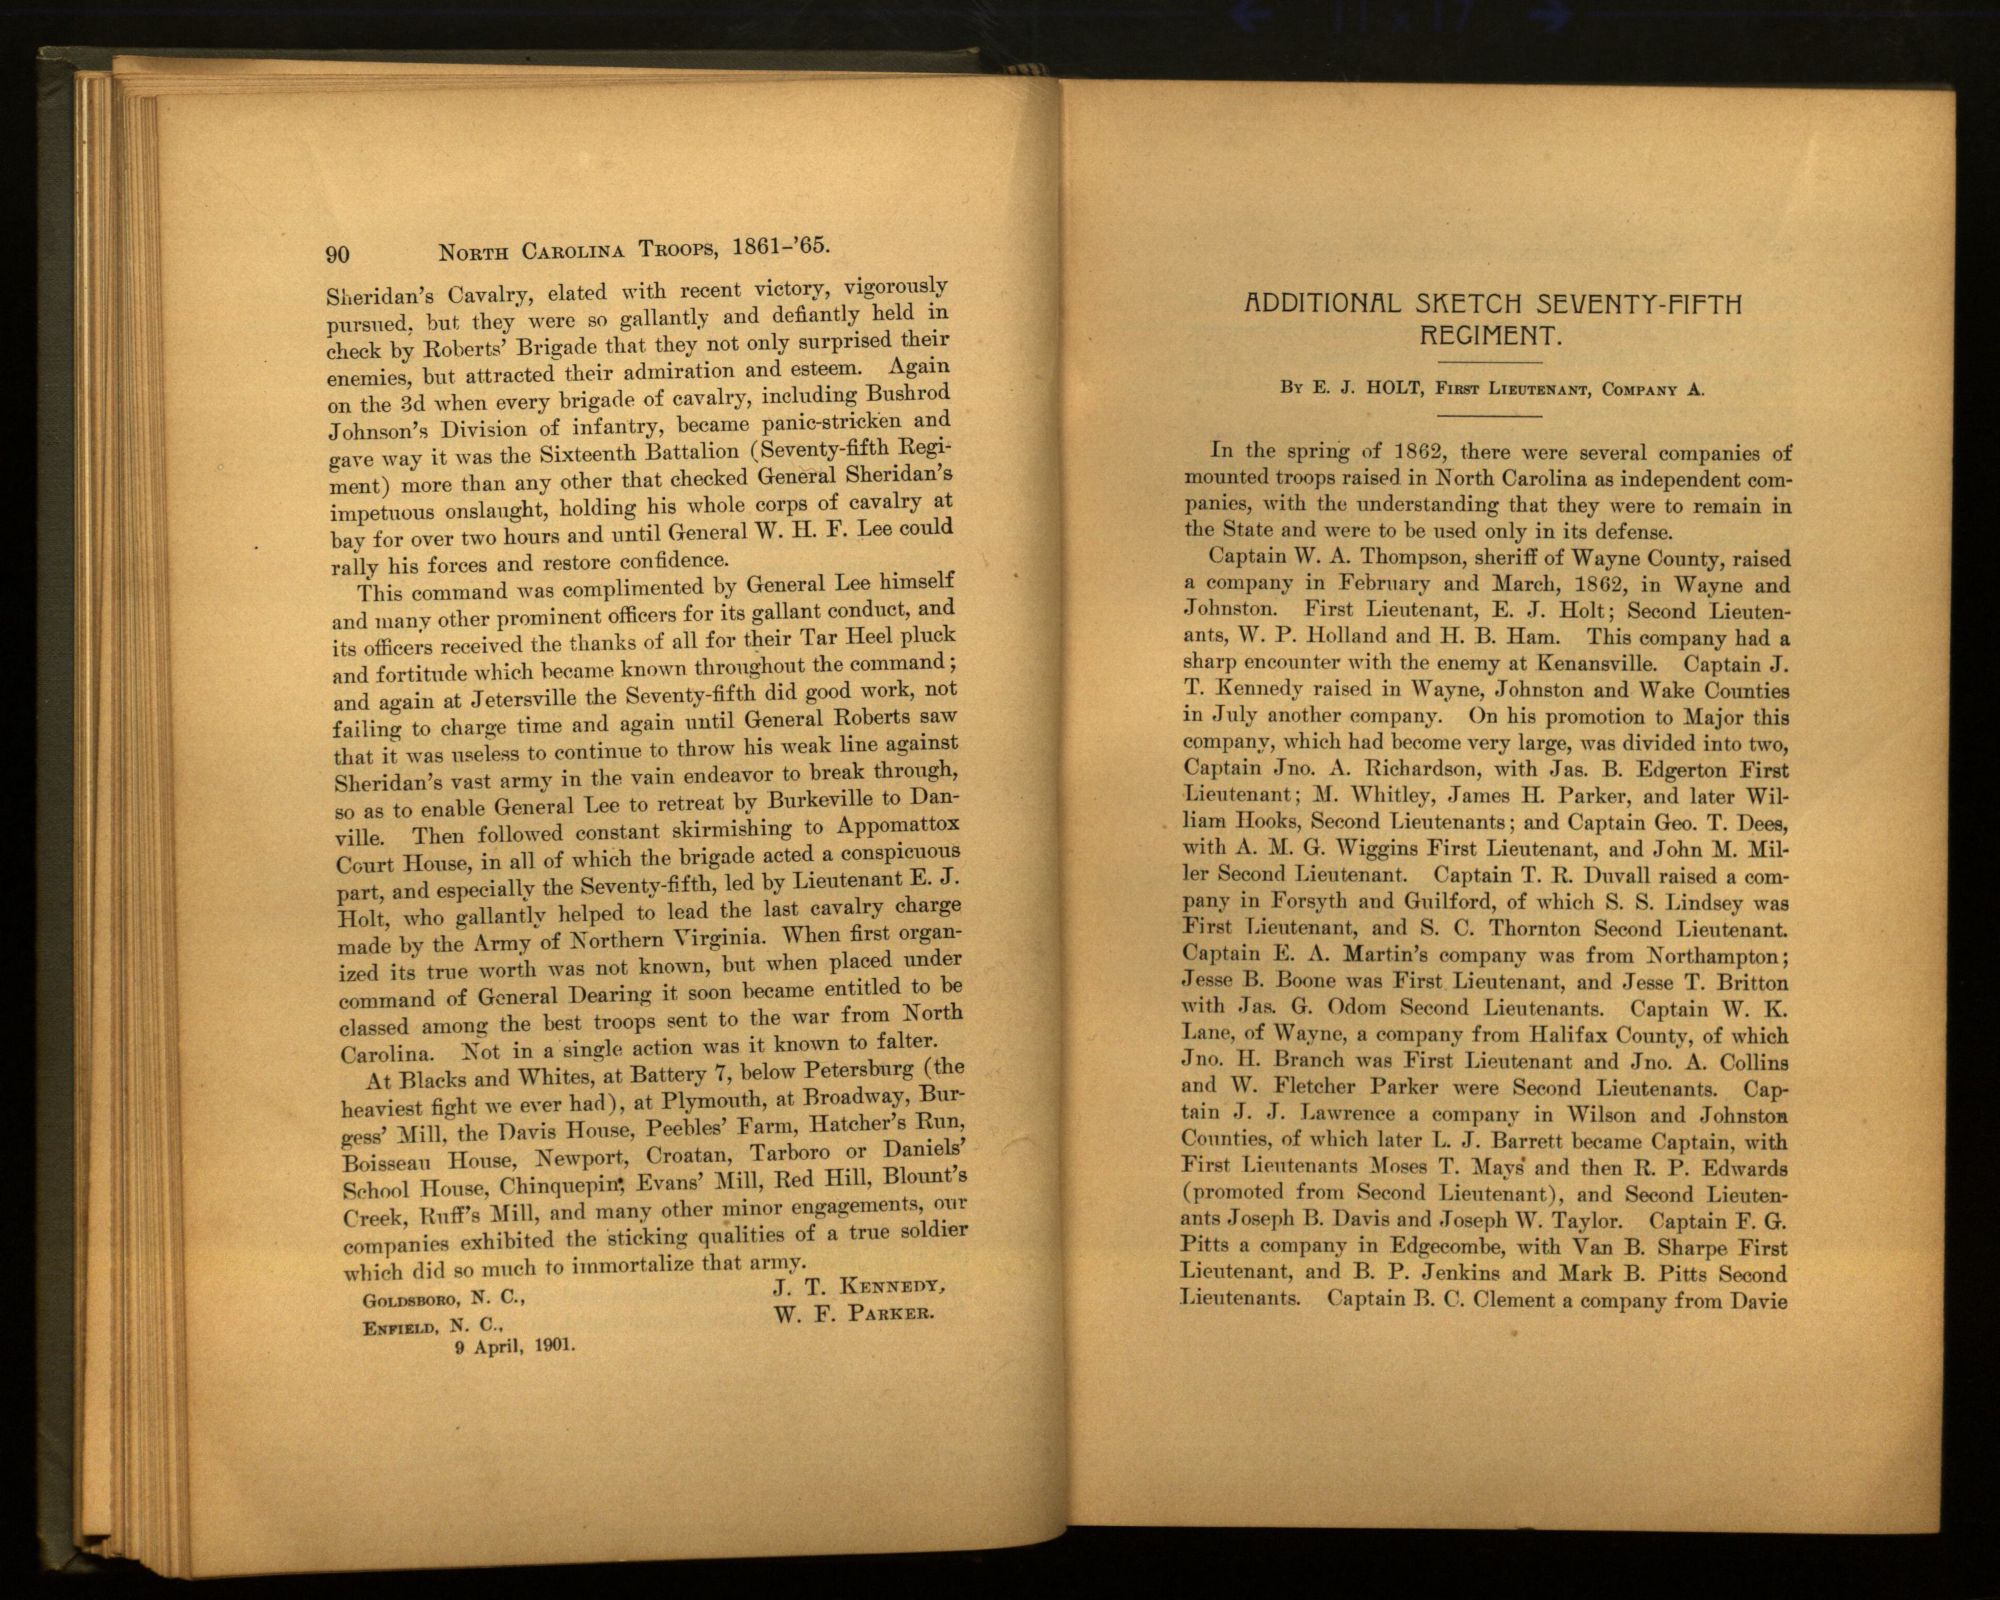 90 North Carolina Troops, 1861-'65.
Sheridan's Cavalry, elated with recent victory, vigorously
pursued, but they were so gallantly and defiantly held in
check by Roberts' Brigade that they not only surprised their
enemies, but attracted their admiration and esteem. Again
on the 3d when every brigade of cavalry, including Bushrod
Johnson's Division of infantry, became panic-stricken and
gave way it was the Sixteenth Battalion (Seventy-fifth Regi-
ment) more than any other that checked General Sheridan's
impetuous onslaught, holding his whole corps of cavalry at
bay for over two hours and until General W. H. F. Lee could
rally his forces and restore confidence.
This command was complimented by General Lee himself
and many other prominent officers for its gallant conduct, and
its officers received the thanks of all for their Tar Heel pluck
and fortitude which became known throughout the command;
and again at Jetersville the Seventy-fifth did good work, not
failing to charge time and again until General Roberts saw
that it was useless to continue to throw his weak line against
Sheridan's vast army in the vain endeavor to break through,
so as to enable General Lee to retreat by Burkeville to Dan-
ville. Then followed constant skirmishing to Appomattox
Court House, in all of which the brigade acted a conspicuous
part, and especially the Seventy-fifth, led by Lieutenant E. J.
Holt, who gallantly helped to lead the last cavalry charge
made by the Army of Northern Virginia. When first organ-
ized its true worth was not known, but when placed under
command of General Dearing it soon became entitled to be
classed among the best troops sent to the war from North
Carolina. Not in a single action was it known to falter.
At Blacks and Whites, at Battery 7, below Petersburg (the
heaviest fight we ever had), at Plymouth, at Broadway, Bur-
gess' Mill, the Davis House, Peebles' Farm, Hatcher's Run,
Boisseau House, Newport, Croatan, Tarboro or Daniels'
School House, Chinquepin, Evans' Mill, Red Hill, Blount's
Creek, Ruff's Mill, and many other minor engagements, our
companies exhibited the sticking qualities of a true soldier
which did so much to immortalize that army.
J. T. Kennedy,
Goldsboro, N. C.,
W. F. Parker.
Enfield, N. C.,
9 April, 1901.
ADDITIONAL SKETCH SEVENTY-FIFTH
REGIMENT.
By E. J. HOLT, First Lieutenant, Company A.
In the spring of 1862, there were several companies of
mounted troops raised in North Carolina as independent com-
panies, with the understanding that they were to remain in
the State and were to be used only in its defense.
Captain W. A. Thompson, sheriff of Wayne County, raised
a company in February and March, 1862, in Wayne and
Johnston. First Lieutenant, E. J. Holt; Second Lieuten-
ants, W. P. Holland and H. B. Ham. This company had a
sharp encounter with the enemy at Kenansville. Captain J.
T. Kennedy raised in Wayne, Johnston and Wake Counties
in July another company. On his promotion to Major this
company, which had become very large, was divided into two,
Captain Jno. A. Richardson, with Jas. B. Edgerton First
Lieutenant; M. Whitley, James H. Parker, and later Wil-
liam Hooks, Second Lieutenants; and Captain Geo. T. Dees,
with A. M. G. Wiggins First Lieutenant, and John M. Mil-
ler Second Lieutenant. Captain T. R. Duvall raised a com-
pany in Forsyth and Guilford, of which S. S. Lindsey was
First Lieutenant, and S. C. Thornton Second Lieutenant.
Captain E. A. Martin's company was from Northampton;
Jesse B. Boone was First Lieutenant, and Jesse T. Britton
with Jas. G. Odom Second Lieutenants. Captain W. K.
Lane, of Wayne, a company from Halifax County, of which
Jno. H. Branch was First Lieutenant and Jno. A. Collins
and W. Fletcher Parker were Second Lieutenants. Cap-
tain J. J. Lawrence a company in Wilson and Johnston
Counties, of which later L. J. Barrett became Captain, with
First Lieutenants Moses T. Mays and then R. P. Edwards
(promoted from Second Lieutenant), and Second Lieuten-
ants Joseph B. Davis and Joseph W. Taylor. Captain F. G.
Pitts a company in Edgecombe, with Van B. Sharpe First
Lieutenant, and B. P. Jenkins and Mark B. Pitts Second
Lieutenants. Captain B. C. Clement a company from Davie